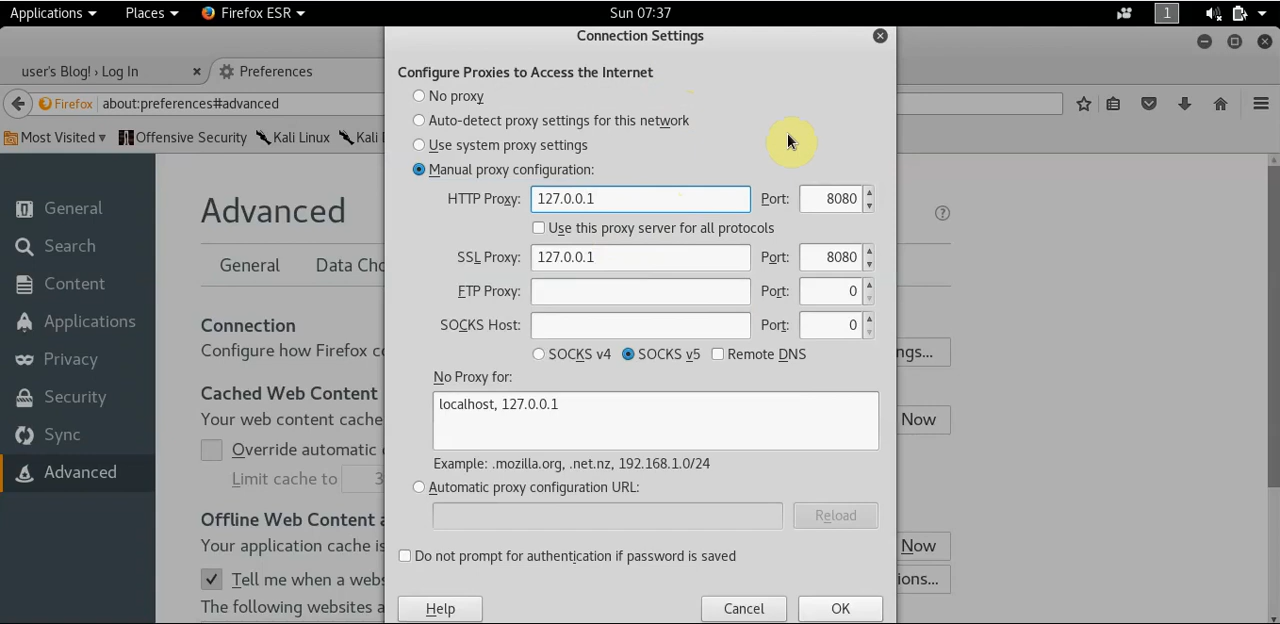 Applications Places Firefox ESR Sun 07:37 1
Connection Settings
user's Blog! › Log In Preferences
Configure Proxies to Access the Internet
No proxy
Firefox about:preferences#advanced
Auto-detect proxy settings for this network
Most Visited Offensive Security Kali Linux Kali
Use system proxy settings
Manual proxy configuration:
HTTP Proxy: 127.0.0.1 Port: 8080
Use this proxy server for all protocols
SSL Proxy: 127.0.0.1 Port: 8080
FTP Proxy: Port: 0
SOCKS Host: Port: 0
SOCKS v4 SOCKS v5 Remote DNS
No Proxy for:
localhost, 127.0.0.1
Example: .mozilla.org, .net.nz, 192.168.1.0/24
Automatic proxy configuration URL:
Reload
Do not prompt for authentication if password is saved
Help Cancel OK
General
Search
Content
Applications
Privacy
Security
Sync
Advanced
Advanced
General Data Cho
Connection
Configure how Firefox co ngs...
Cached Web Content
Your web content cache Now
Override automatic
Limit cache to 3
Offline Web Content a
Your application cache is Now
Tell me when a webs ions...
The following websites a